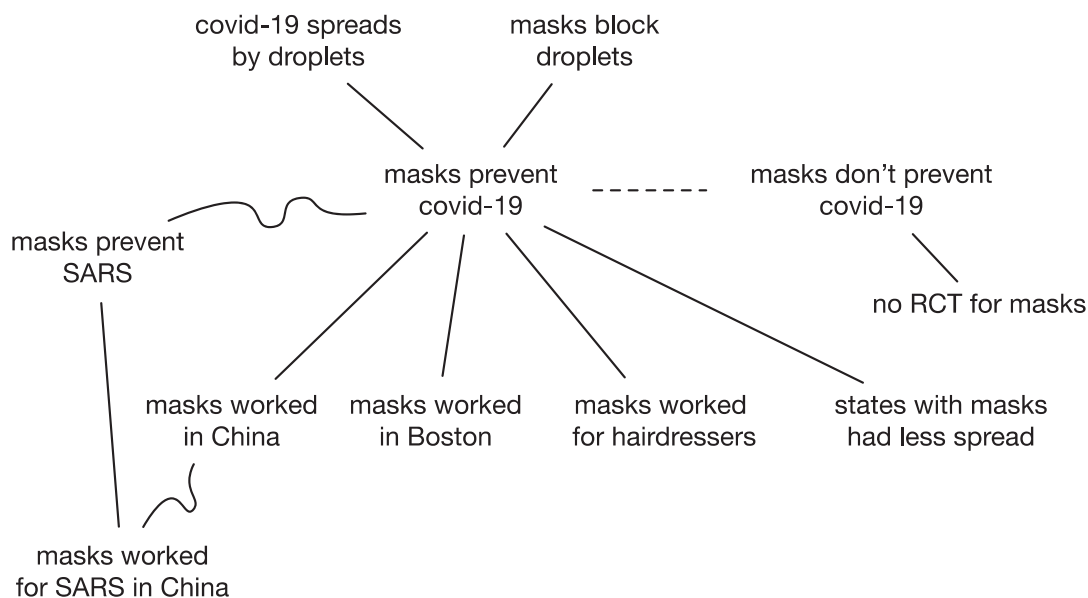 covid-19 spreads
by droplets
masks block
droplets
masks prevent
covid-19
masks don't prevent
covid-19
masks prevent
SARS
no RCT for masks
masks worked
in China
masks worked
in Boston
masks worked
for hairdressers
states with masks
had less spread
masks worked
for SARS in China